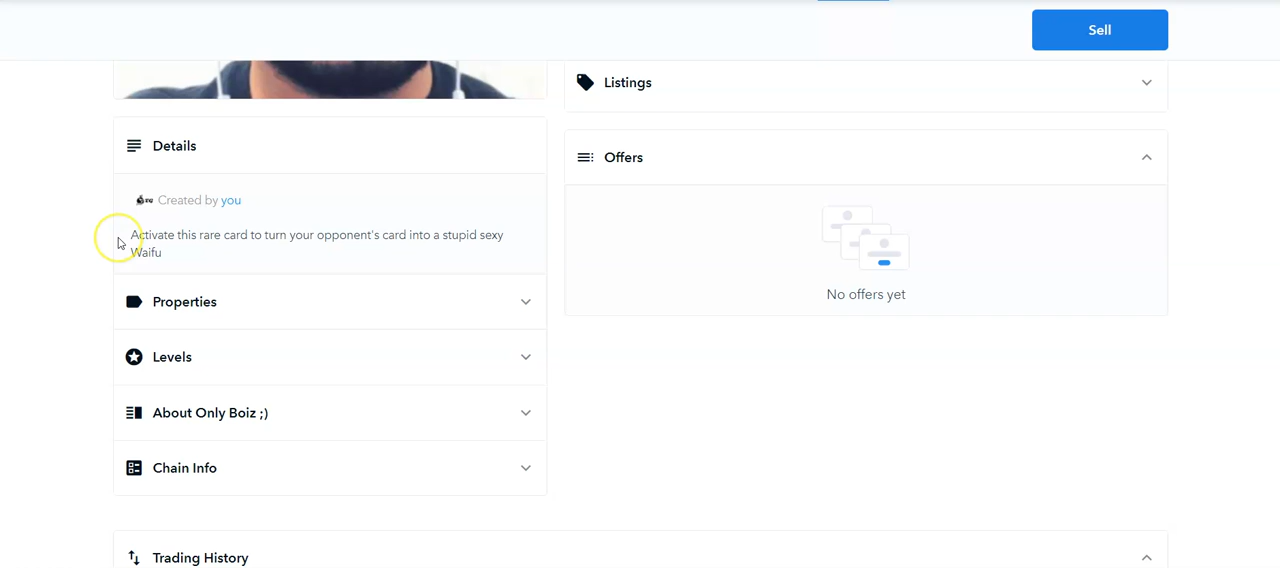 Sell
Listings
Details
Offers
Created by you
Activate this rare card to turn your opponent's card into a stupid sexy
Waifu
No offers yet
Properties
Levels
About Only Boiz ;)
Chain Info
Trading History